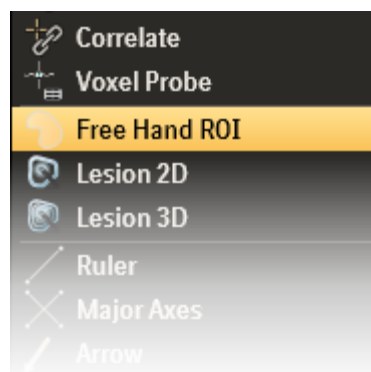 Correlate
Voxel Probe
Free Hand ROI
Lesion 2D
Lesion 3D
Ruler
Major Axes
Arrow